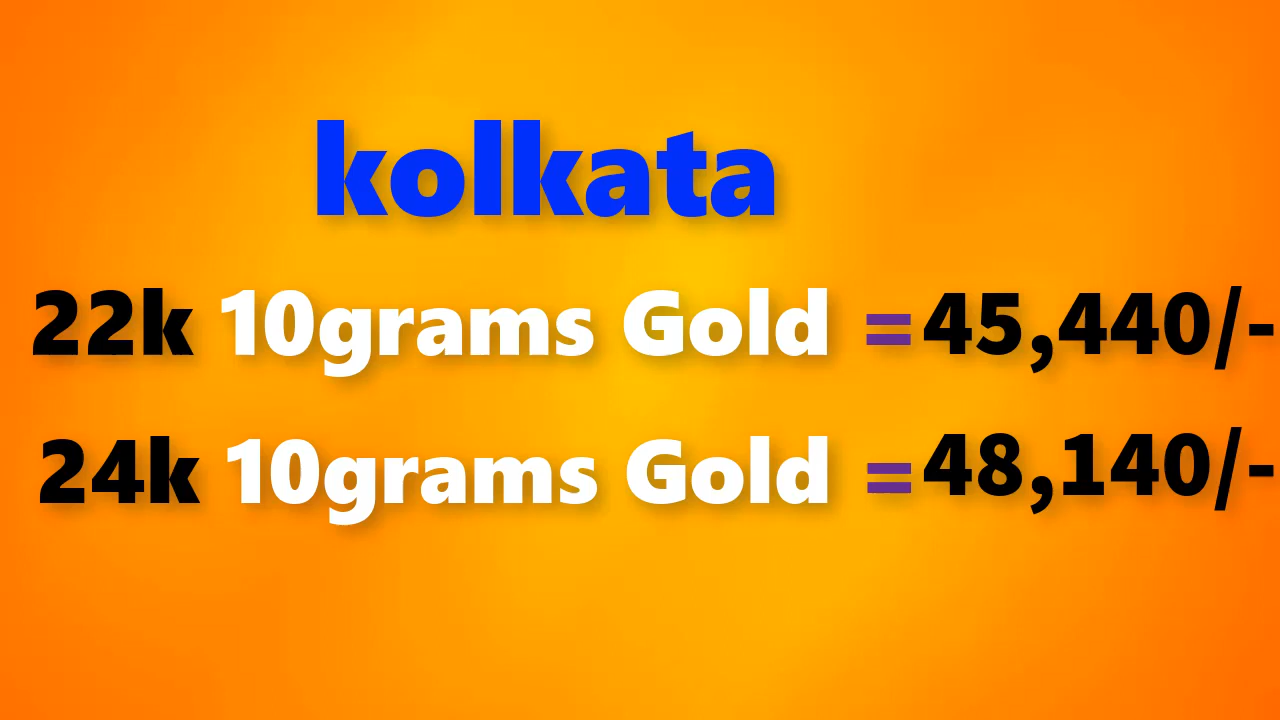 kolkata
22k 10grams Gold =45,440/-
24k 10grams Gold =48,140/-